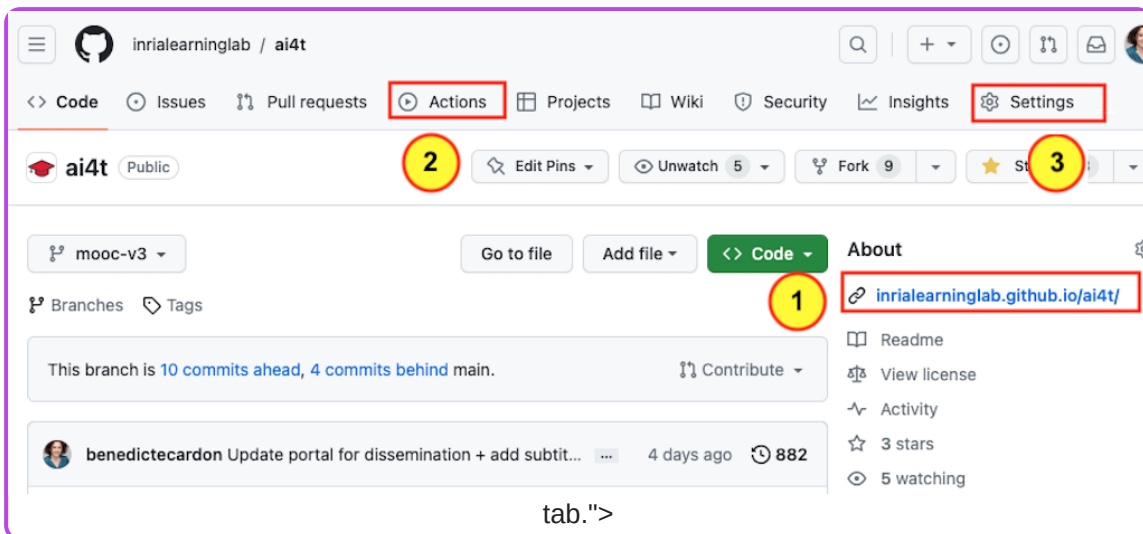 inrialearninglab / ai4t
Code Issues Pull requests Actions Projects Wiki Security Insights Settings
ai4t Public 2 Edit Pins Unwatch 5 Fork 9 3
mooc-v3 Go to file Add file Code About
1 inrialearninglab.github.io/ai4t/
Branches Tags
Readme
This branch is 10 commits ahead, 4 commits behind main. Contribute
View license
Activity
3 stars
benedictecardon Update portal for dissemination + add subtit... ... 4 days ago 882
5 watching
tab.">